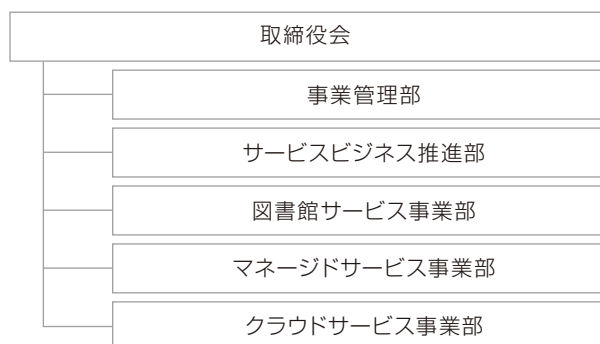 取締役会
事業管理部
サービスビジネス推進部
図書館サービス事業部
マネージドサービス事業部
クラウドサービス事業部